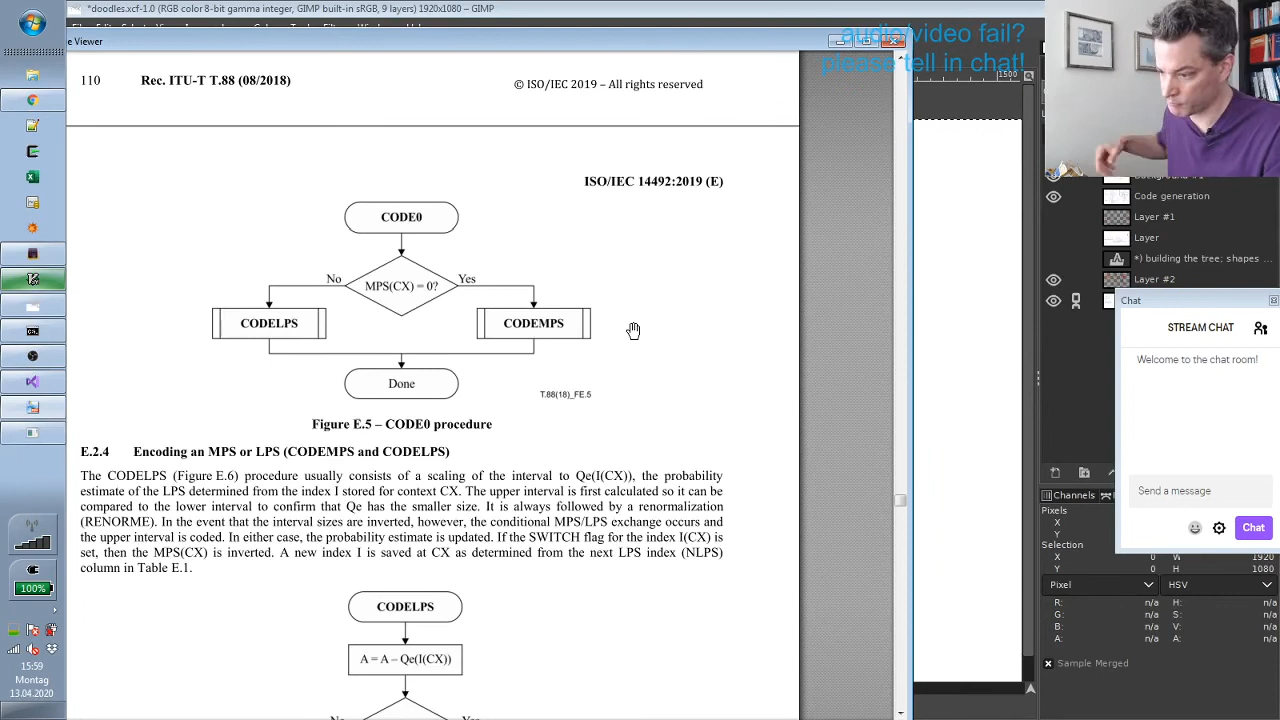 *doodles.xcf-1.0 (RGB color 8-bit gamma integer, GIMP built-in sRGB, 9 layers) 1920x1080 – GIMP
e Viewer
audio/video fail?
please tell in chat!
110 Rec. ITU-T T.88 (08/2018)
© ISO/IEC 2019 – All rights reserved
1500
ISO/IEC 14492:2019 (E)
CODE0
No
Yes
MPS(CX) = 0?
CODELPS
CODEMPS
Done
T.88(18)_FE.5
Figure E.5 – CODE0 procedure
E.2.4 Encoding an MPS or LPS (CODEMPS and CODELPS)
The CODELPS (Figure E.6) procedure usually consists of a scaling of the interval to Qe(I(CX)), the probability
estimate of the LPS determined from the index I stored for context CX. The upper interval is first calculated so it can be
compared to the lower interval to confirm that Qe has the smaller size. It is always followed by a renormalization
(RENORME). In the event that the interval sizes are inverted, however, the conditional MPS/LPS exchange occurs and
the upper interval is coded. In either case, the probability estimate is updated. If the SWITCH flag for the index I(CX) is
set, then the MPS(CX) is inverted. A new index I is saved at CX as determined from the next LPS index (NLPS)
column in Table E.1.
CODELPS
A = A – Qe(I(CX))
No
Yes
Background #1
Code generation
Layer #1
Layer
*) building the tree; shapes ...
Layer #2
Chat
STREAM CHAT
Welcome to the chat room!
Send a message
Chat
Channels
Pixels
X
Y
Selection
X 0 W 1920
Y 0 H 1080
Pixel
HSV
R: n/a H: n/a
G: n/a S: n/a
B: n/a V: n/a
A: n/a A: n/a
Sample Merged
100%
15:59
Montag
13.04.2020